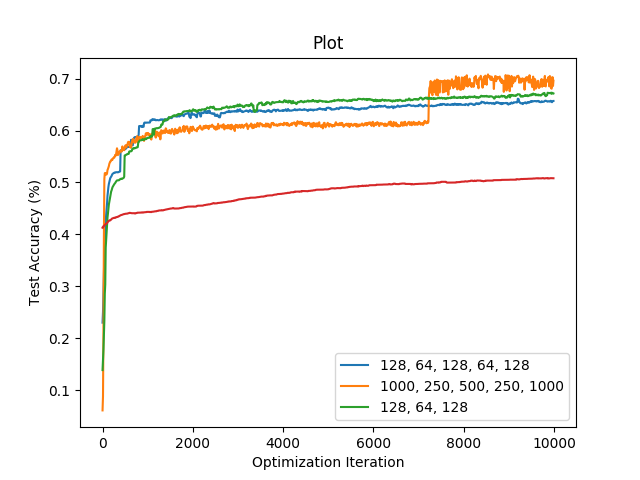 Plot
Test Accuracy (%)
0.7
0.6
0.5
0.4
0.3
0.2
0.1
128, 64, 128, 64, 128
1000, 250, 500, 250, 1000
128, 64, 128
0 2000 4000 6000 8000 10000
Optimization Iteration